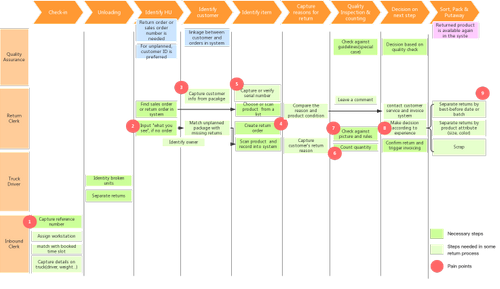 Check-in
Unloading
Identify HU
Identify
customer
Identify item
Capture
reasons for
return
Quality
inspection &
counting
Decision on
next step
Sort, Pack &
Putaway
Quality
Assurance
Return order or
sales order
number is
needed
For unplanned,
customer ID is
preferred
linkage between
customer and
orders in system
Check against
guidelines(special
case)
Decision based on
quality check
Returned product
is available again
in the cycle
Return
Clerk
3
Capture customer
info from pacakge
5
Capture or verify
serial number
Find sales order
or return order in
system
Choose or scan
product from a
list
Compare the
reason and
product condition
Leave a comment
contact customer
service and invoice
system
9
Separate returns by
best-before date or
batch
2
Input "what you
see", if no order
Match unplanned
package with
missing returns
Create return
order
4
7
Check against
picture and rules
8
Make decision
according to
experience
Separate returns by
product attribute
(size, color)
Identify owner
Scan product and
record into system
Capture
customer's return
reason
Count quantity
6
Confirm return and
trigger invoicing
Scrap
Truck
Driver
Identify broken
units
Separate returns
Inbound
Clerk
1
Capture reference
number
Assign workstation
match with booked
time slot
Capture details on
truck(driver, weight...)
Necessary steps
Steps needed in some
return process
Pain points